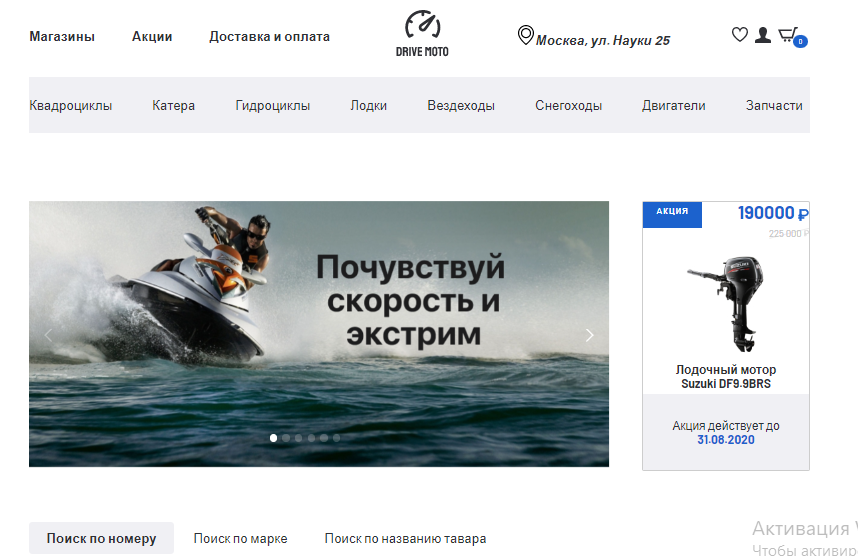 Магазины Акции Доставка и оплата
DRIVE MOTO
Москва, ул. Науки 25
0
Квадроциклы Катера Гидроциклы Лодки Вездеходы Снегоходы Двигатели Запчасти
Почувствуй
скорость и
экстрим
АКЦИЯ
190000 ₽
225 000 ₽
Лодочный мотор
Suzuki DF9.9BRS
Акция действует до
31.08.2020
Поиск по номеру Поиск по марке Поиск по названию тавара
Активация
Чтобы активир